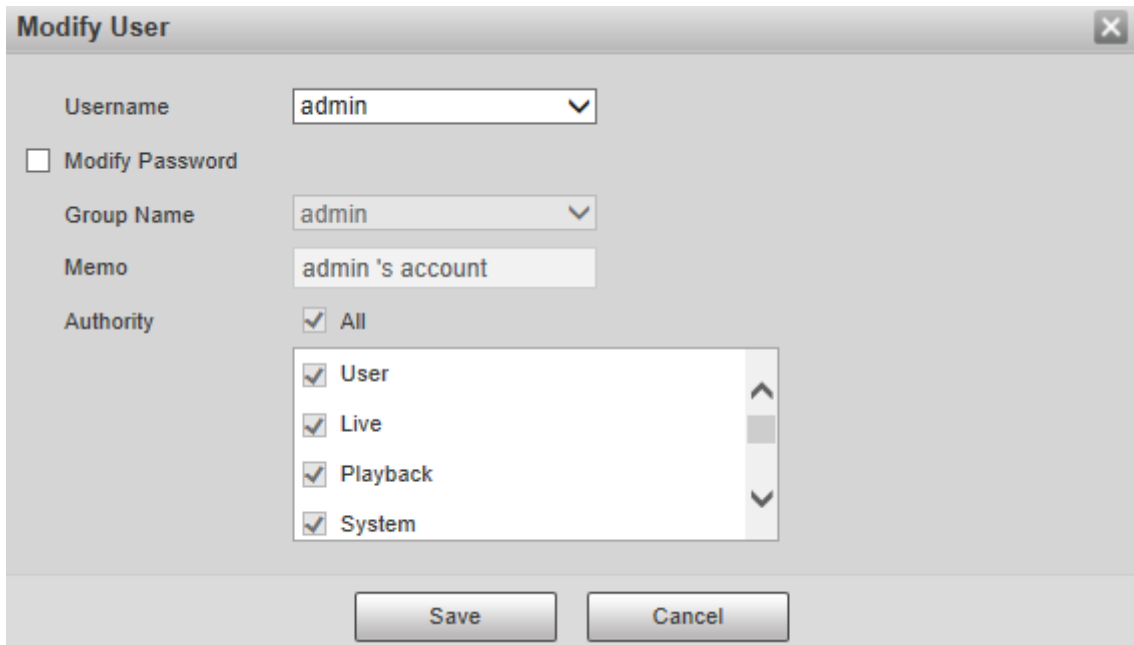 Modify User
Username admin
Modify Password
Group Name admin
Memo admin 's account
Authority All
User
Live
Playback
System
Save Cancel